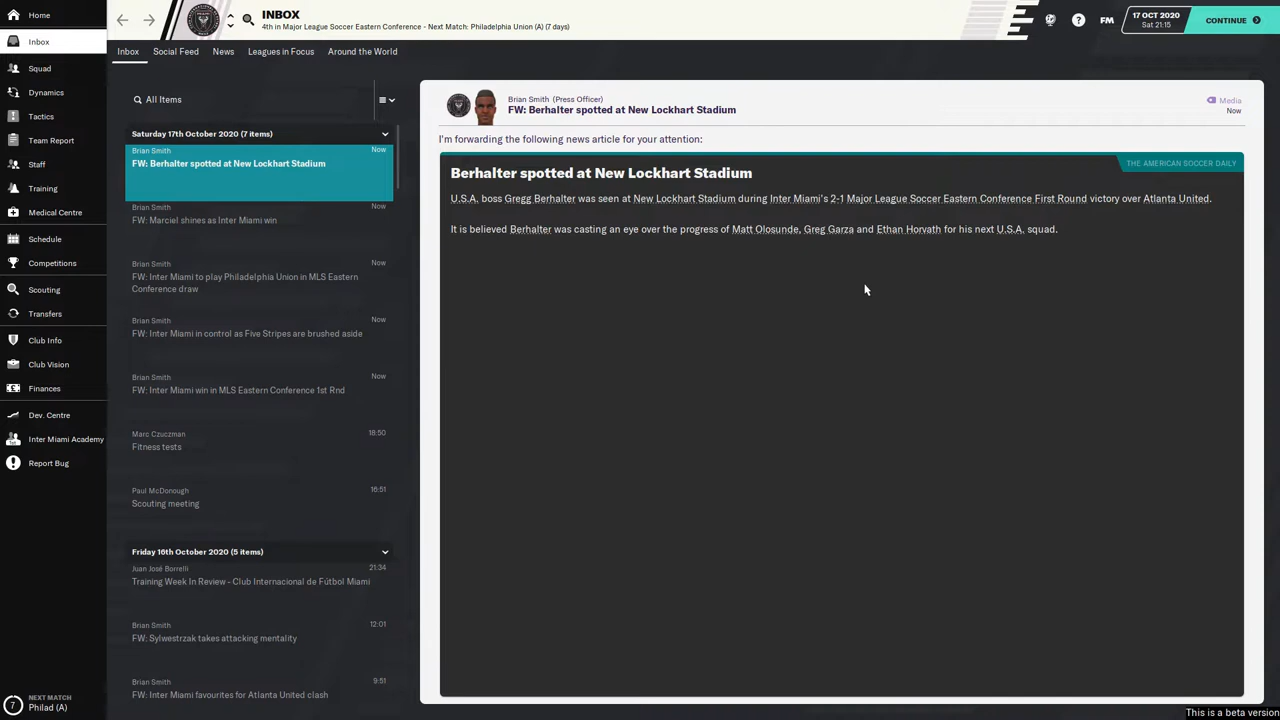 Home
Inbox
Squad
Dynamics
Tactics
Team Report
Staff
Training
Medical Centre
Schedule
Competitions
Scouting
Transfers
Club Info
Club Vision
Finances
Dev. Centre
Inter Miami Academy
Report Bug
7
NEXT MATCH
Philad (A)
INBOX
4th in Major League Soccer Eastern Conference - Next Match: Philadelphia Union (A) (7 days)
?
FM
17 OCT 2020
Sat 21:15
CONTINUE
Inbox
Social Feed
News
Leagues in Focus
Around the World
All Items
Saturday 17th October 2020 (7 items)
Brian Smith
Now
FW: Berhalter spotted at New Lockhart Stadium
Brian Smith
Now
FW: Marciel shines as Inter Miami win
Brian Smith
Now
FW: Inter Miami to play Philadelphia Union in MLS Eastern
Conference draw
Brian Smith
Now
FW: Inter Miami in control as Five Stripes are brushed aside
Brian Smith
Now
FW: Inter Miami win in MLS Eastern Conference 1st Rnd
Marc Czuczman
18:50
Fitness tests
Paul McDonough
16:51
Scouting meeting
Friday 16th October 2020 (5 items)
Juan José Borrelli
21:34
Training Week In Review - Club Internacional de Fútbol Miami
Brian Smith
12:01
FW: Sylwestrzak takes attacking mentality
Brian Smith
9:51
FW: Inter Miami favourites for Atlanta United clash
Brian Smith (Press Officer)
FW: Berhalter spotted at New Lockhart Stadium
Media
Now
I'm forwarding the following news article for your attention:
THE AMERICAN SOCCER DAILY
Berhalter spotted at New Lockhart Stadium
U.S.A. boss Gregg Berhalter was seen at New Lockhart Stadium during Inter Miami's 2-1 Major League Soccer Eastern Conference First Round victory over Atlanta United.
It is believed Berhalter was casting an eye over the progress of Matt Olosunde, Greg Garza and Ethan Horvath for his next U.S.A. squad.
This is a beta version